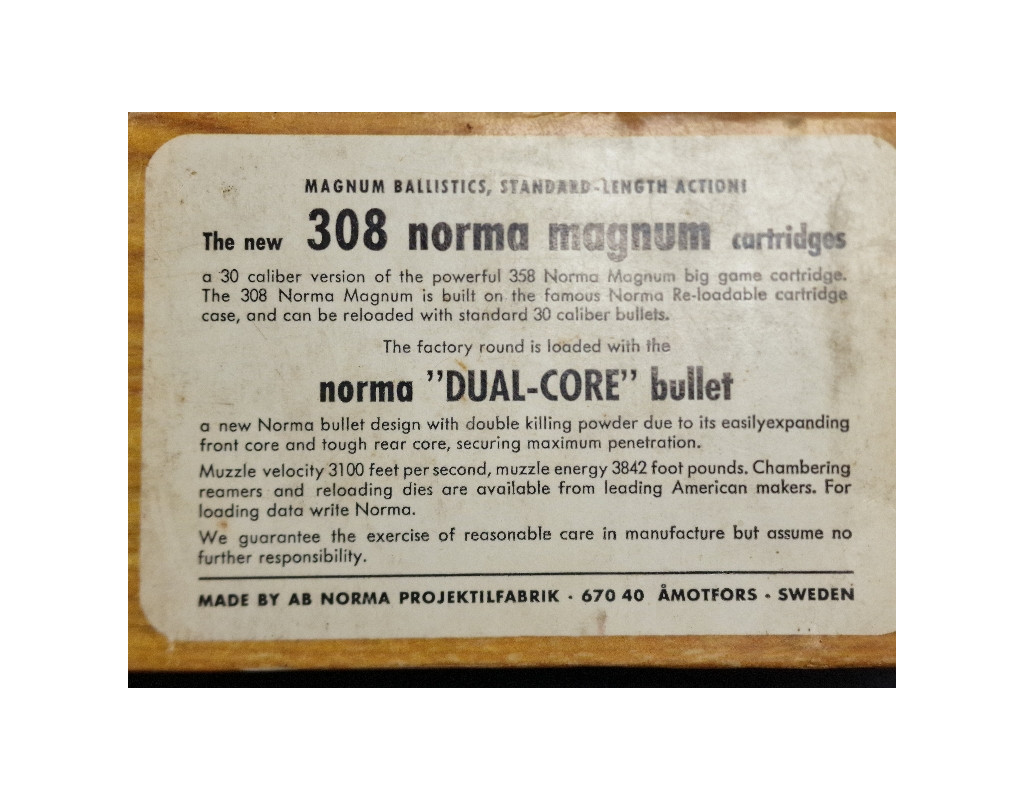 MAGNUM BALLISTICS, STANDARD-LENGTH ACTION!
The new 308 norma magnum cartridges
a 30 caliber version of the powerful 358 Norma Magnum big game cartridge.
The 308 Norma Magnum is built on the famous Norma Re-loadable cartridge
case, and can be reloaded with standard 30 caliber bullets.
The factory round is loaded with the
norma "DUAL-CORE" bullet
a new Norma bullet design with double killing powder due to its easilyexpanding
front core and tough rear core, securing maximum penetration.
Muzzle velocity 3100 feet per second, muzzle energy 3842 foot pounds. Chambering
reamers and reloading dies are available from leading American makers. For
loading data write Norma.
We guarantee the exercise of reasonable care in manufacture but assume no
further responsibility.
MADE BY AB NORMA PROJEKTILFABRIK · 670 40 ÅMOTFORS · SWEDEN